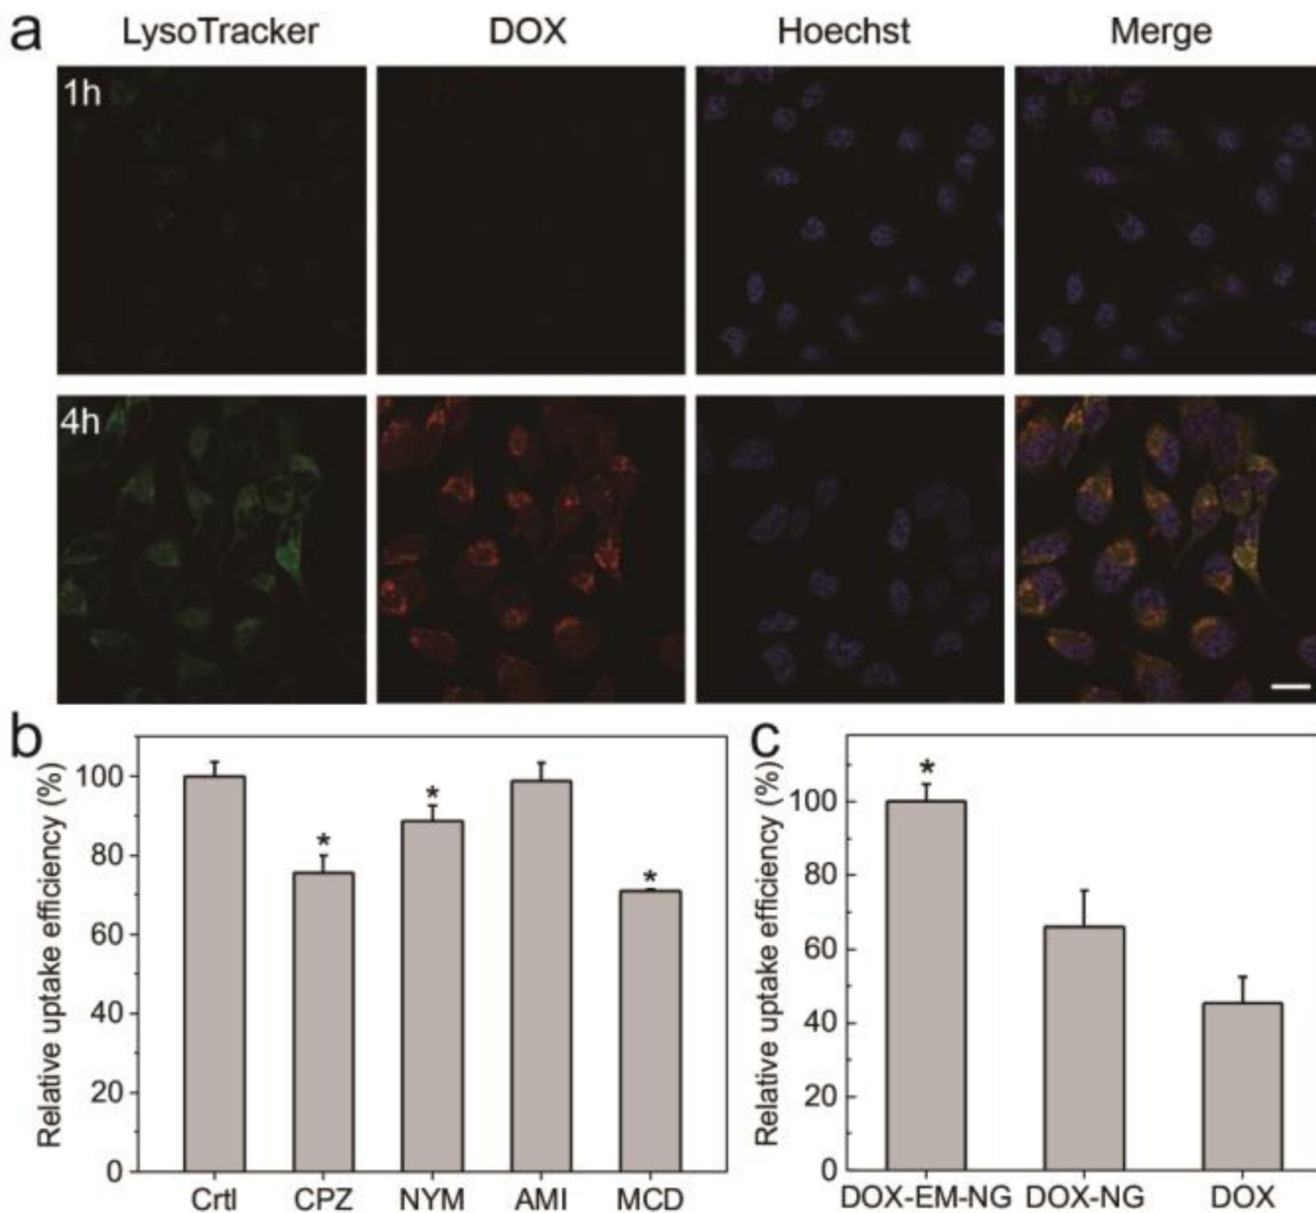 a
LysoTracker DOX Hoechst Merge
1h
4h
b
Relative uptake efficiency (%)
100
80
60
40
20
0
Crtl CPZ NYM AMI MCD
* * *
c
Relative uptake efficiency (%)
100
80
60
40
20
0
DOX-EM-NG DOX-NG DOX
*